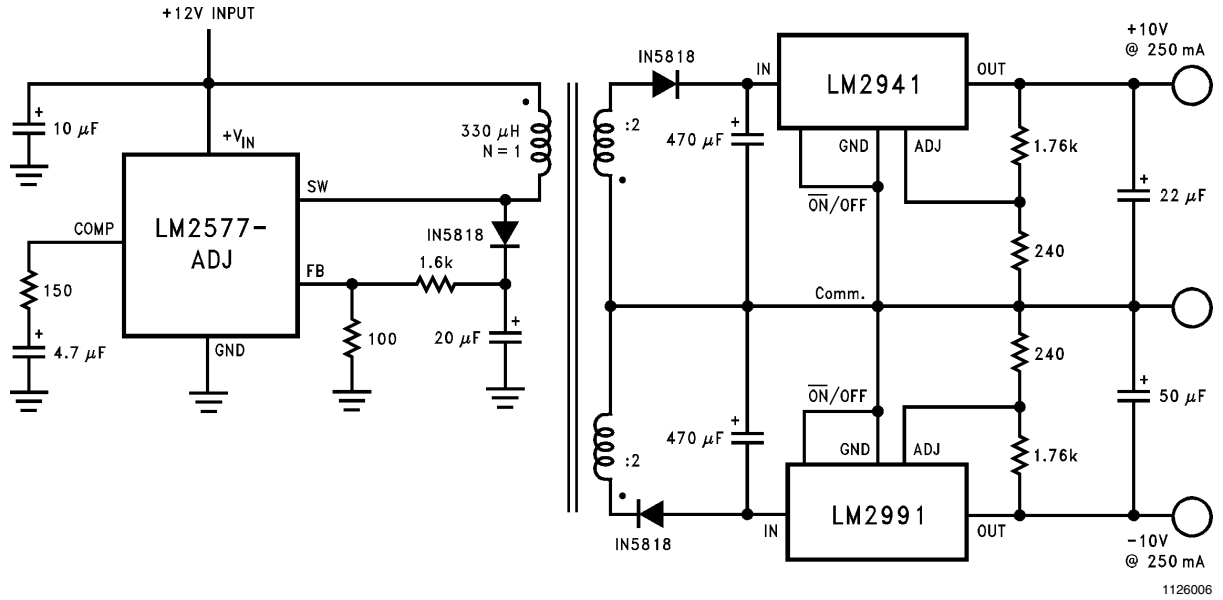 +12V INPUT
10 μF
+
+VIN
LM2577-
ADJ
SW
COMP
FB
GND
150
+
4.7 μF
330 μH
N = 1
IN5818
1.6k
100
20 μF
+
IN5818
:2
470 μF
+
IN
LM2941
OUT
GND
ADJ
ON/OFF
+10V
@ 250 mA
1.76k
240
+
22 μF
Comm.
240
1.76k
+
50 μF
ON/OFF
GND
ADJ
470 μF
+
:2
IN5818
IN
LM2991
OUT
-10V
@ 250 mA
1126006